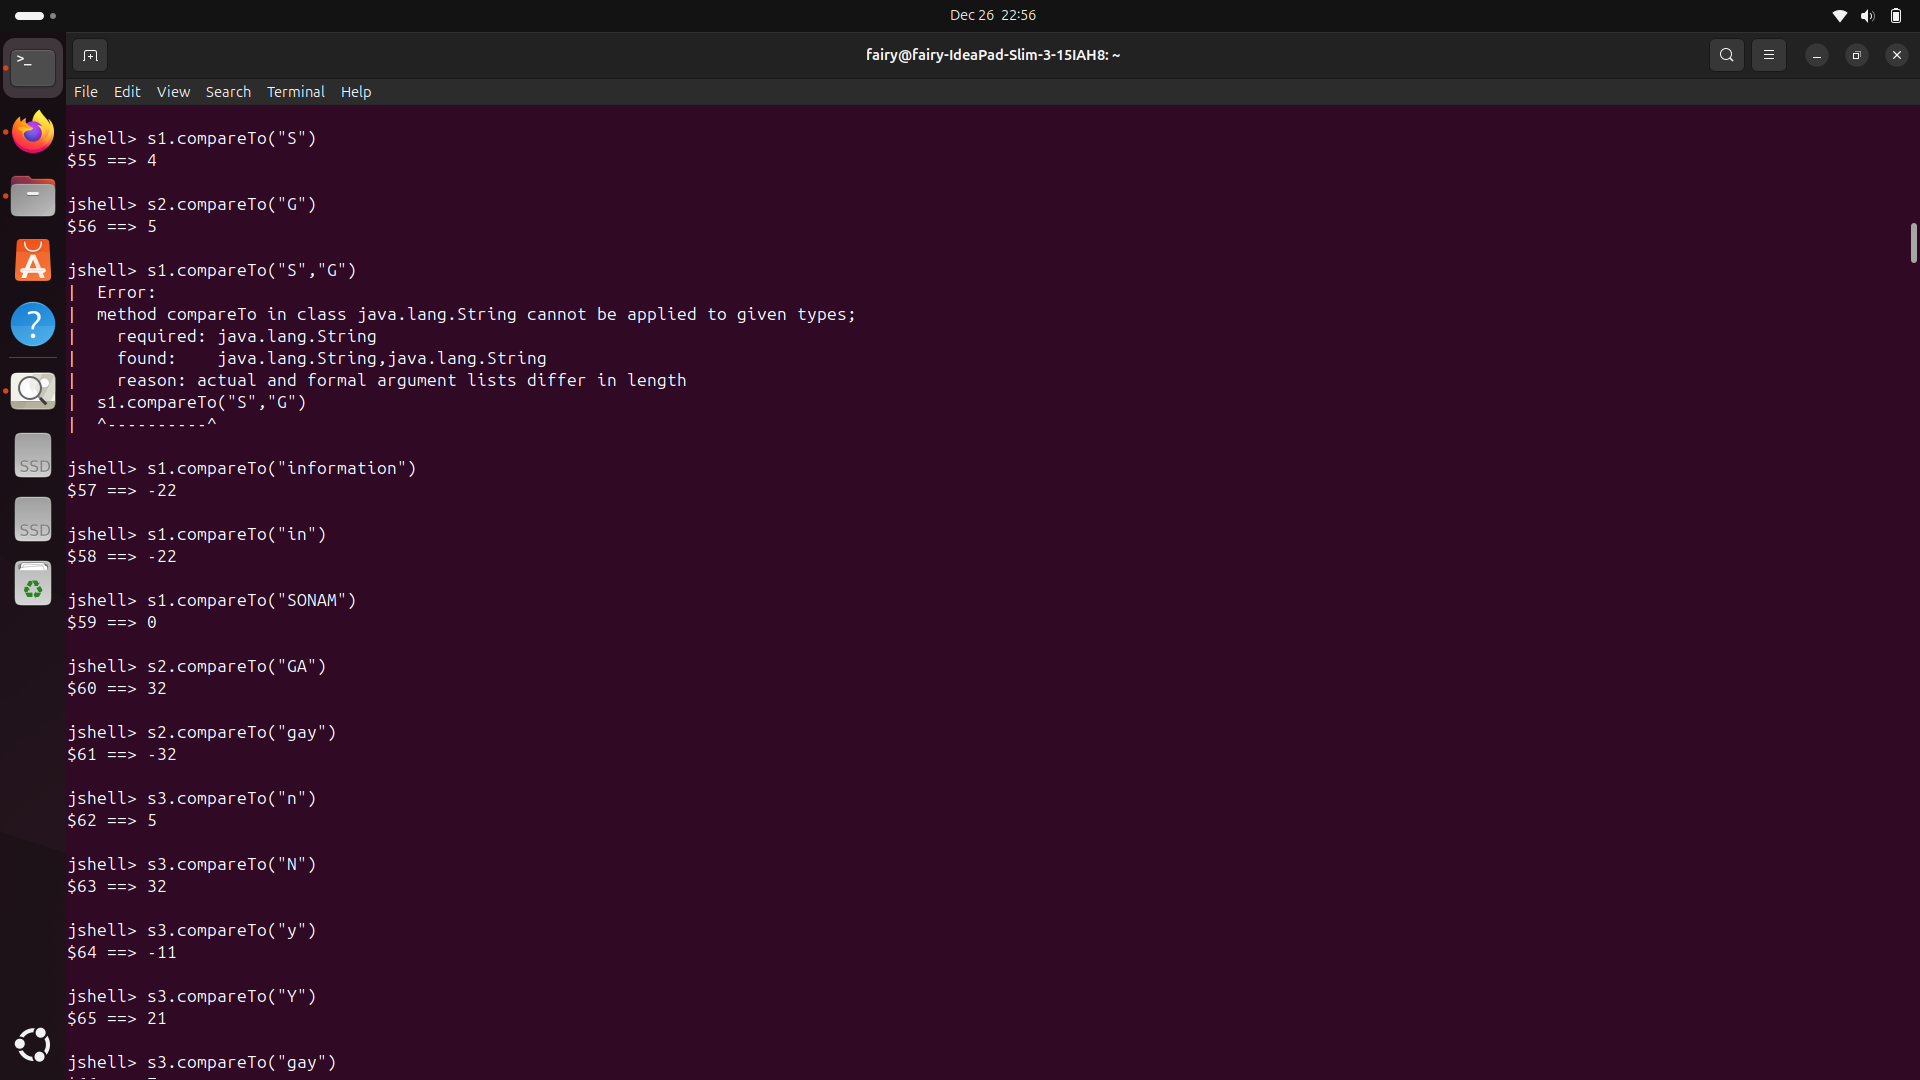 Dec 26 22:56
fairy@fairy-IdeaPad-Slim-3-15IAH8: ~
File Edit View Search Terminal Help
jshell> s1.compareTo("S")
$55 ==> 4
jshell> s2.compareTo("G")
$56 ==> 5
jshell> s1.compareTo("S","G")
|  Error:
|  method compareTo in class java.lang.String cannot be applied to given types;
|    required: java.lang.String
|    found:    java.lang.String,java.lang.String
|    reason: actual and formal argument lists differ in length
|  s1.compareTo("S","G")
|  ^----------^
jshell> s1.compareTo("information")
$57 ==> -22
jshell> s1.compareTo("in")
$58 ==> -22
jshell> s1.compareTo("SONAM")
$59 ==> 0
jshell> s2.compareTo("GA")
$60 ==> 32
jshell> s2.compareTo("gay")
$61 ==> -32
jshell> s3.compareTo("n")
$62 ==> 5
jshell> s3.compareTo("N")
$63 ==> 32
jshell> s3.compareTo("y")
$64 ==> -11
jshell> s3.compareTo("Y")
$65 ==> 21
jshell> s3.compareTo("gay")
>_
?
SSD
SSD